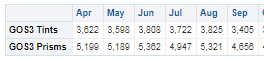 Apr May Jun Jul Aug Sep
GOS3 Tints 3,622 3,598 3,808 3,722 3,825 3,405
GOS3 Prisms 5,199 5,189 5,362 4,947 5,321 4,656